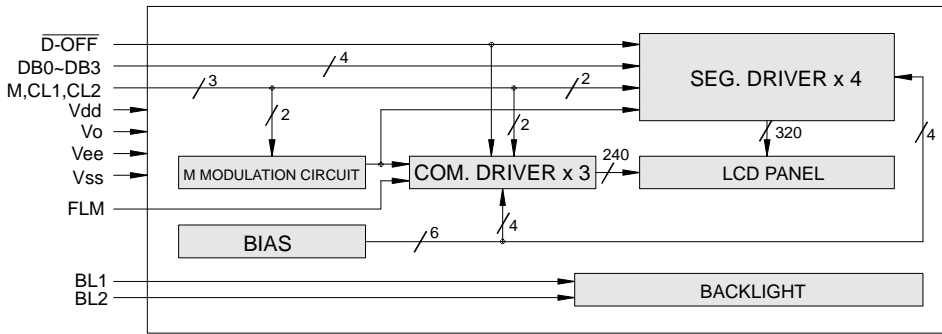 D-OFF
DB0~DB3
M,CL1,CL2
Vdd
Vo
Vee
Vss
FLM
BL1
BL2
4
3
2
2
2
SEG. DRIVER x 4
4
320
M MODULATION CIRCUIT
COM. DRIVER x 3
240
LCD PANEL
BIAS
6
4
BACKLIGHT